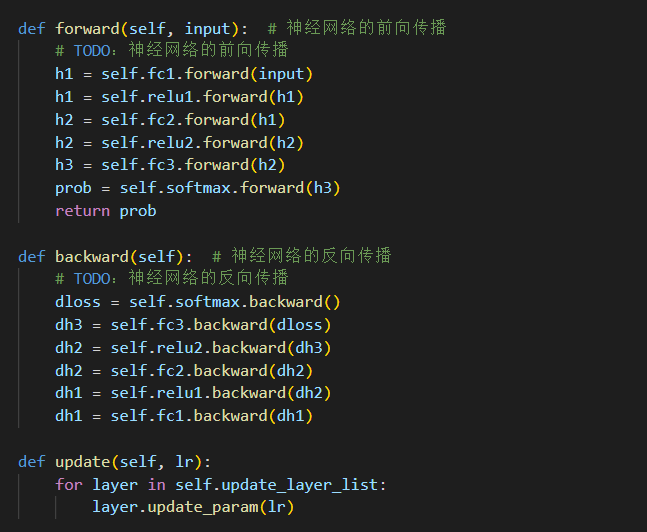 def forward(self, input):  # 神经网络的前向传播
    # TODO：神经网络的前向传播
    h1 = self.fc1.forward(input)
    h1 = self.relu1.forward(h1)
    h2 = self.fc2.forward(h1)
    h2 = self.relu2.forward(h2)
    h3 = self.fc3.forward(h2)
    prob = self.softmax.forward(h3)
    return prob

def backward(self):  # 神经网络的反向传播
    # TODO：神经网络的反向传播
    dloss = self.softmax.backward()
    dh3 = self.fc3.backward(dloss)
    dh2 = self.relu2.backward(dh3)
    dh2 = self.fc2.backward(dh2)
    dh1 = self.relu1.backward(dh2)
    dh1 = self.fc1.backward(dh1)

def update(self, lr):
    for layer in self.update_layer_list:
        layer.update_param(lr)